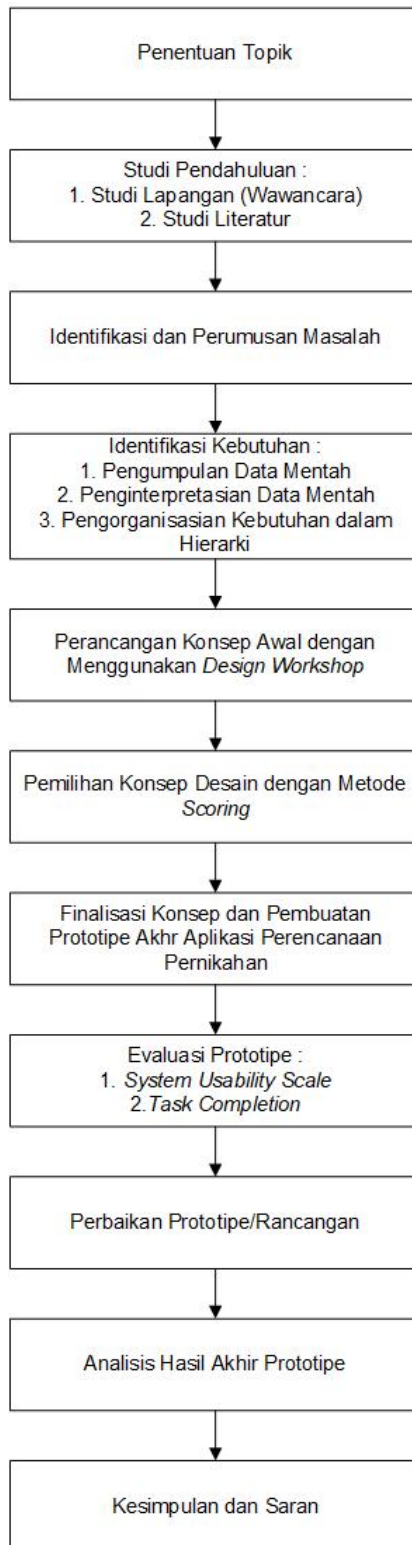 Penentuan Topik
Studi Pendahuluan :
1. Studi Lapangan (Wawancara)
2. Studi Literatur
Identifikasi dan Perumusan Masalah
Identifikasi Kebutuhan :
1. Pengumpulan Data Mentah
2. Penginterpretasian Data Mentah
3. Pengorganisasian Kebutuhan dalam
Hierarki
Perancangan Konsep Awal dengan
Menggunakan Design Workshop
Pemilihan Konsep Desain dengan Metode
Scoring
Finalisasi Konsep dan Pembuatan
Prototipe Akhr Aplikasi Perencanaan
Pernikahan
Evaluasi Prototipe :
1. System Usability Scale
2.Task Completion
Perbaikan Prototipe/Rancangan
Analisis Hasil Akhir Prototipe
Kesimpulan dan Saran